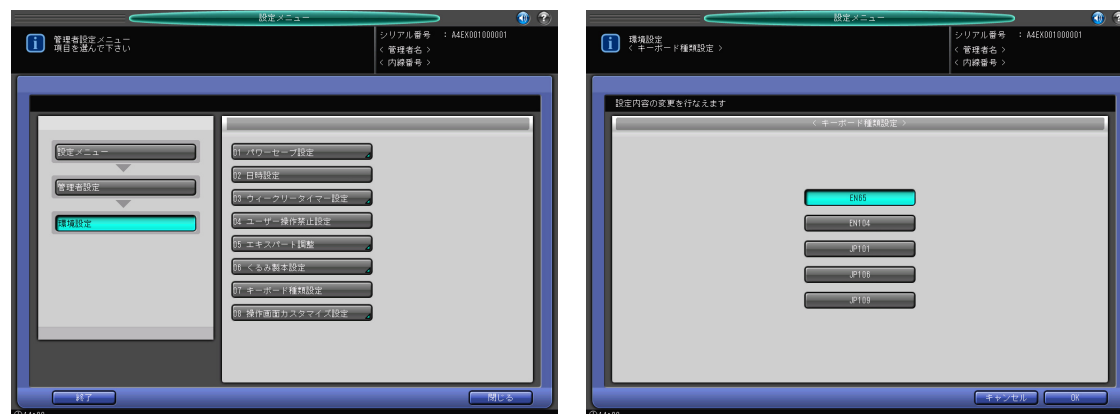 設定メニュー
管理者設定メニュー
項目を選んで下さい
シリアル番号 : A4EX001000001
< 管理者名 >
< 内線番号 >
設定メニュー
管理者設定
環境設定
01 パワーセーブ設定
02 日時設定
03 ウィークリータイマー設定
04 ユーザー操作禁止設定
05 エキスパート調整
06 くるみ製本設定
07 キーボード種類設定
08 操作画面カスタマイズ設定
終了
閉じる
設定メニュー
環境設定
< キーボード種類設定 >
シリアル番号 : A4EX001000001
< 管理者名 >
< 内線番号 >
設定内容の変更を行なえます
< キーボード種類設定 >
EN85
EN104
JP101
JP106
JP109
キャンセル
OK